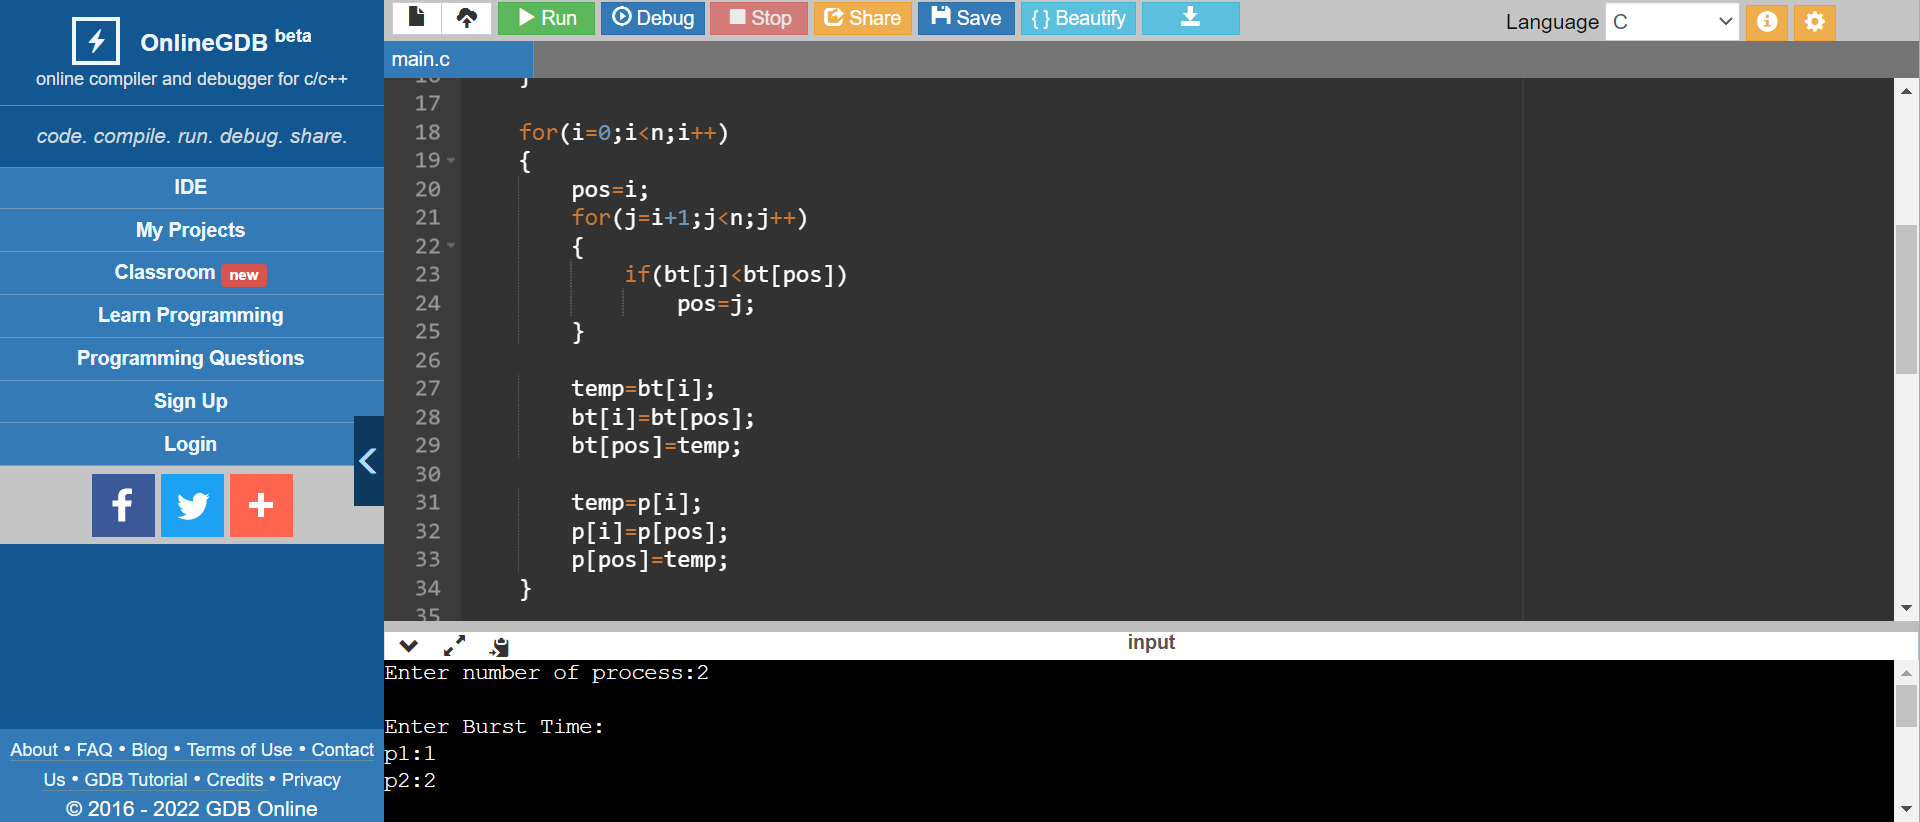 OnlineGDB beta
online compiler and debugger for c/c++
code. compile. run. debug. share.
IDE
My Projects
Classroom new
Learn Programming
Programming Questions
Sign Up
Login
About • FAQ • Blog • Terms of Use • Contact
Us • GDB Tutorial • Credits • Privacy
© 2016 - 2022 GDB Online
Run Debug Stop Share Save { } Beautify Language C
main.c
16 }
17
18 for(i=0;i<n;i++)
19 {
20 pos=i;
21 for(j=i+1;j<n;j++)
22 {
23 if(bt[j]<bt[pos])
24 pos=j;
25 }
26
27 temp=bt[i];
28 bt[i]=bt[pos];
29 bt[pos]=temp;
30
31 temp=p[i];
32 p[i]=p[pos];
33 p[pos]=temp;
34 }
35
input
Enter number of process:2
Enter Burst Time:
p1:1
p2:2